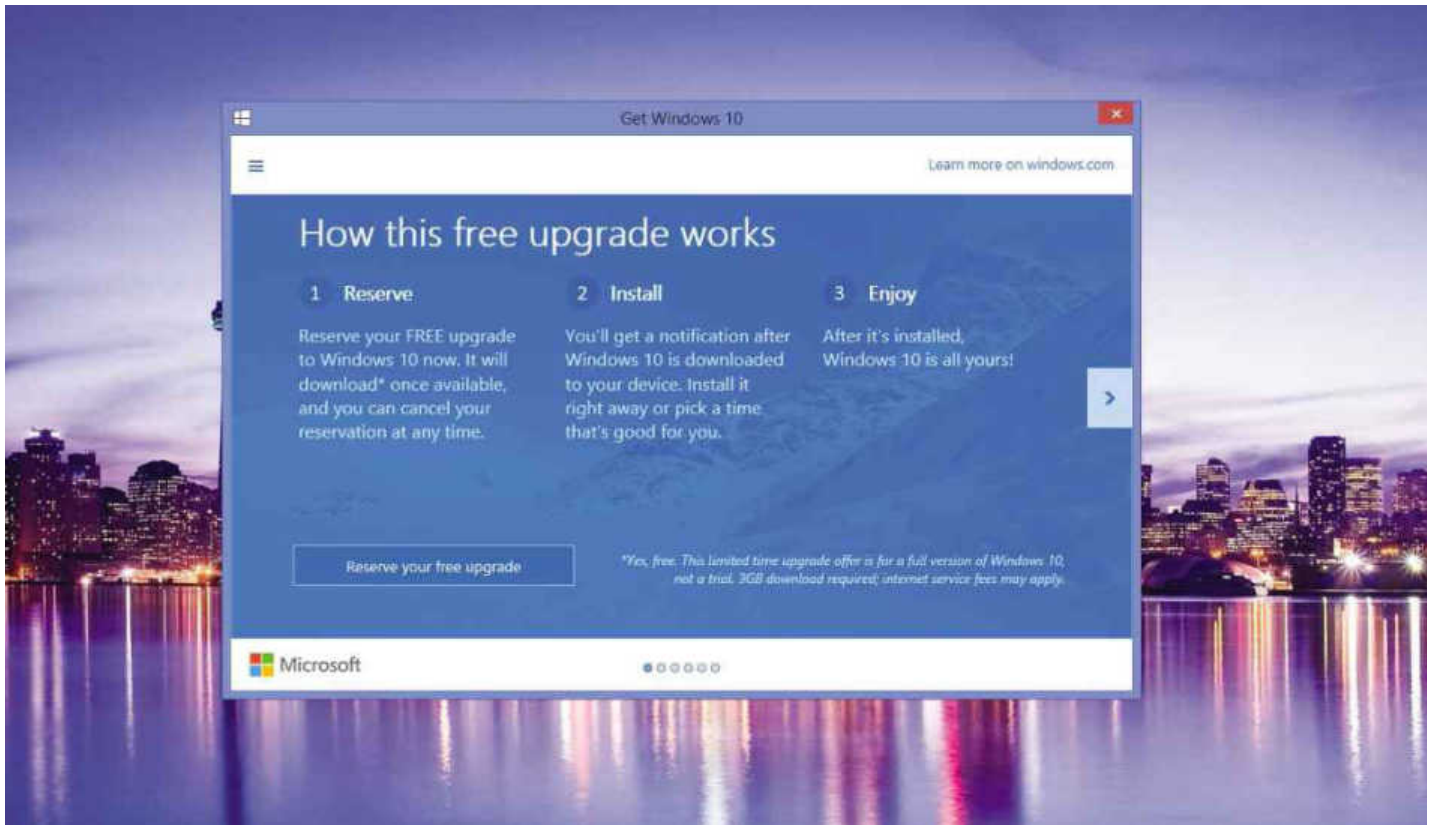 Get Windows 10
Learn more on windows.com
How this free upgrade works
1 Reserve
Reserve your FREE upgrade
to Windows 10 now. It will
download* once available,
and you can cancel your
reservation at any time.
2 Install
You'll get a notification after
Windows 10 is downloaded
to your device. Install it
right away or pick a time
that's good for you.
3 Enjoy
After it's installed,
Windows 10 is all yours!
Reserve your free upgrade
*Yes, free. This limited time upgrade offer is for a full version of Windows 10,
not a trial. 3GB download required; internet service fees may apply.
Microsoft